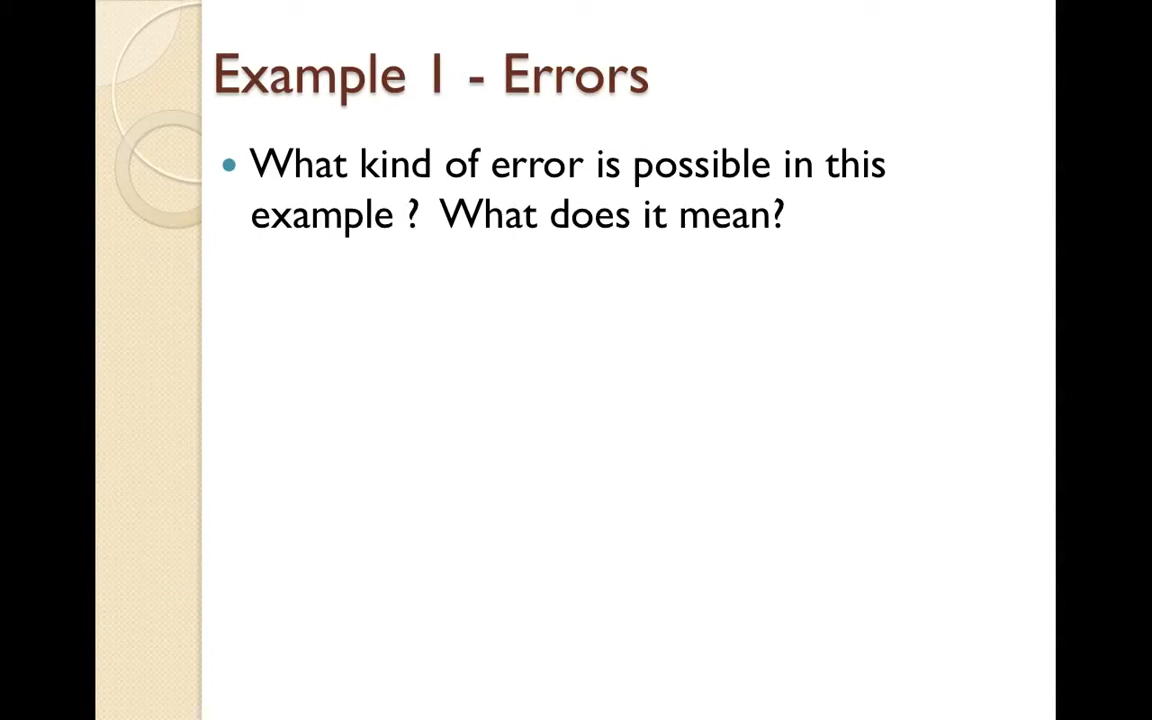 Example 1 - Errors
• What kind of error is possible in this
example ?  What does it mean?